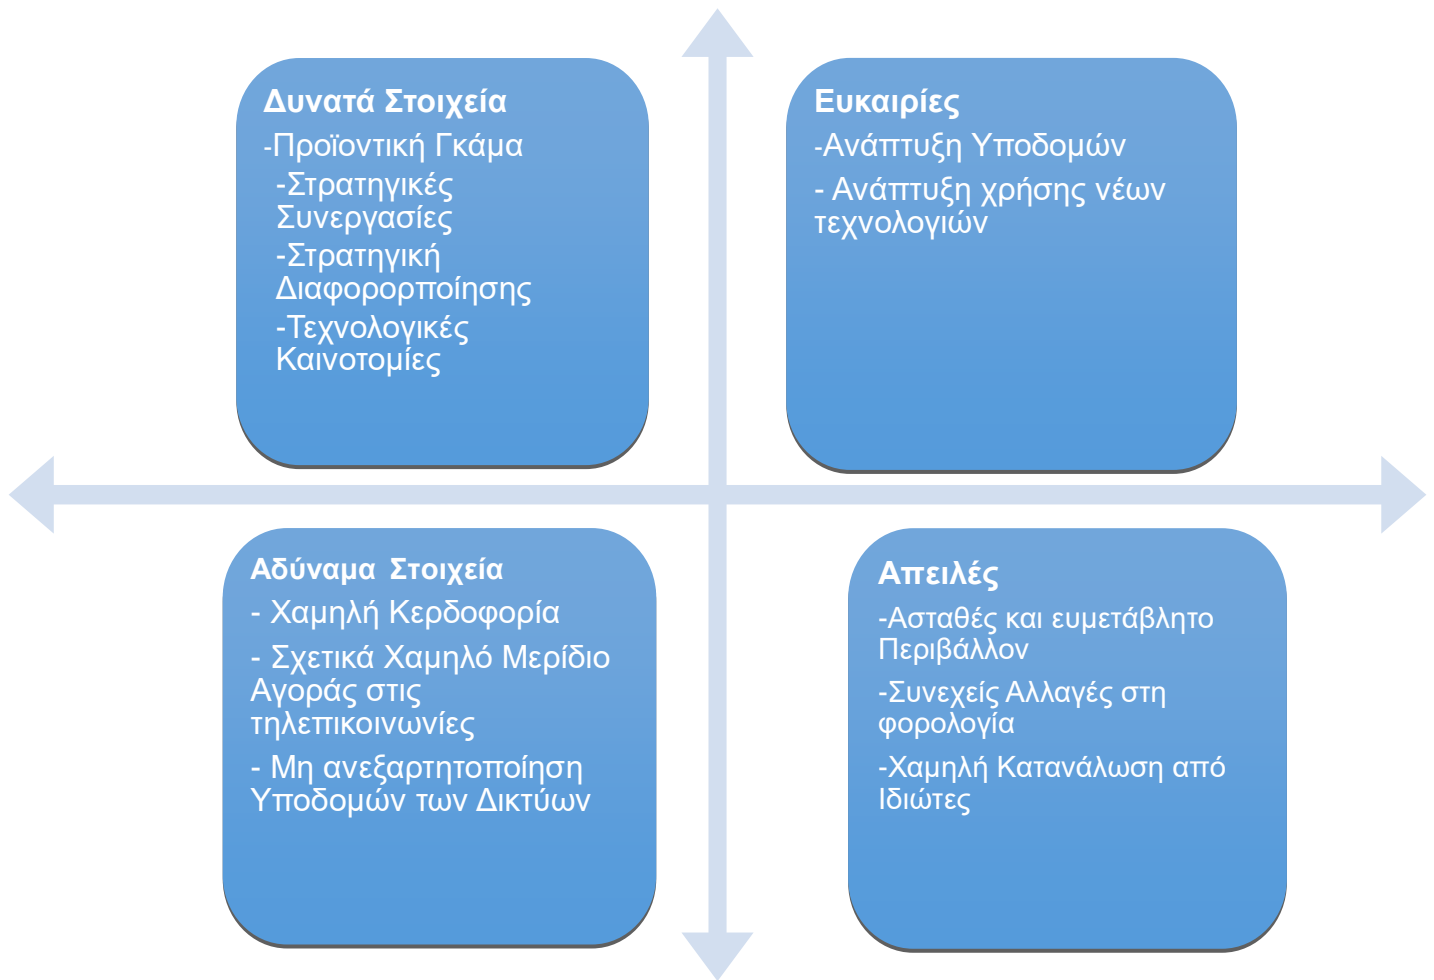 Δυνατά Στοιχεία
-Προϊοντική Γκάμα
-Στρατηγικές
Συνεργασίες
-Στρατηγική
Διαφορορποίησης
-Τεχνολογικές
Καινοτομίες
Ευκαιρίες
-Ανάπτυξη Υποδομών
- Ανάπτυξη χρήσης νέων
τεχνολογιών
Αδύναμα Στοιχεία
- Χαμηλή Κερδοφορία
- Σχετικά Χαμηλό Μερίδιο
Αγοράς στις
τηλεπικοινωνίες
- Μη ανεξαρτητοποίηση
Υποδομών των Δικτύων
Απειλές
-Ασταθές και ευμετάβλητο
Περιβάλλον
-Συνεχείς Αλλαγές στη
φορολογία
-Χαμηλή Κατανάλωση από
Ιδιώτες